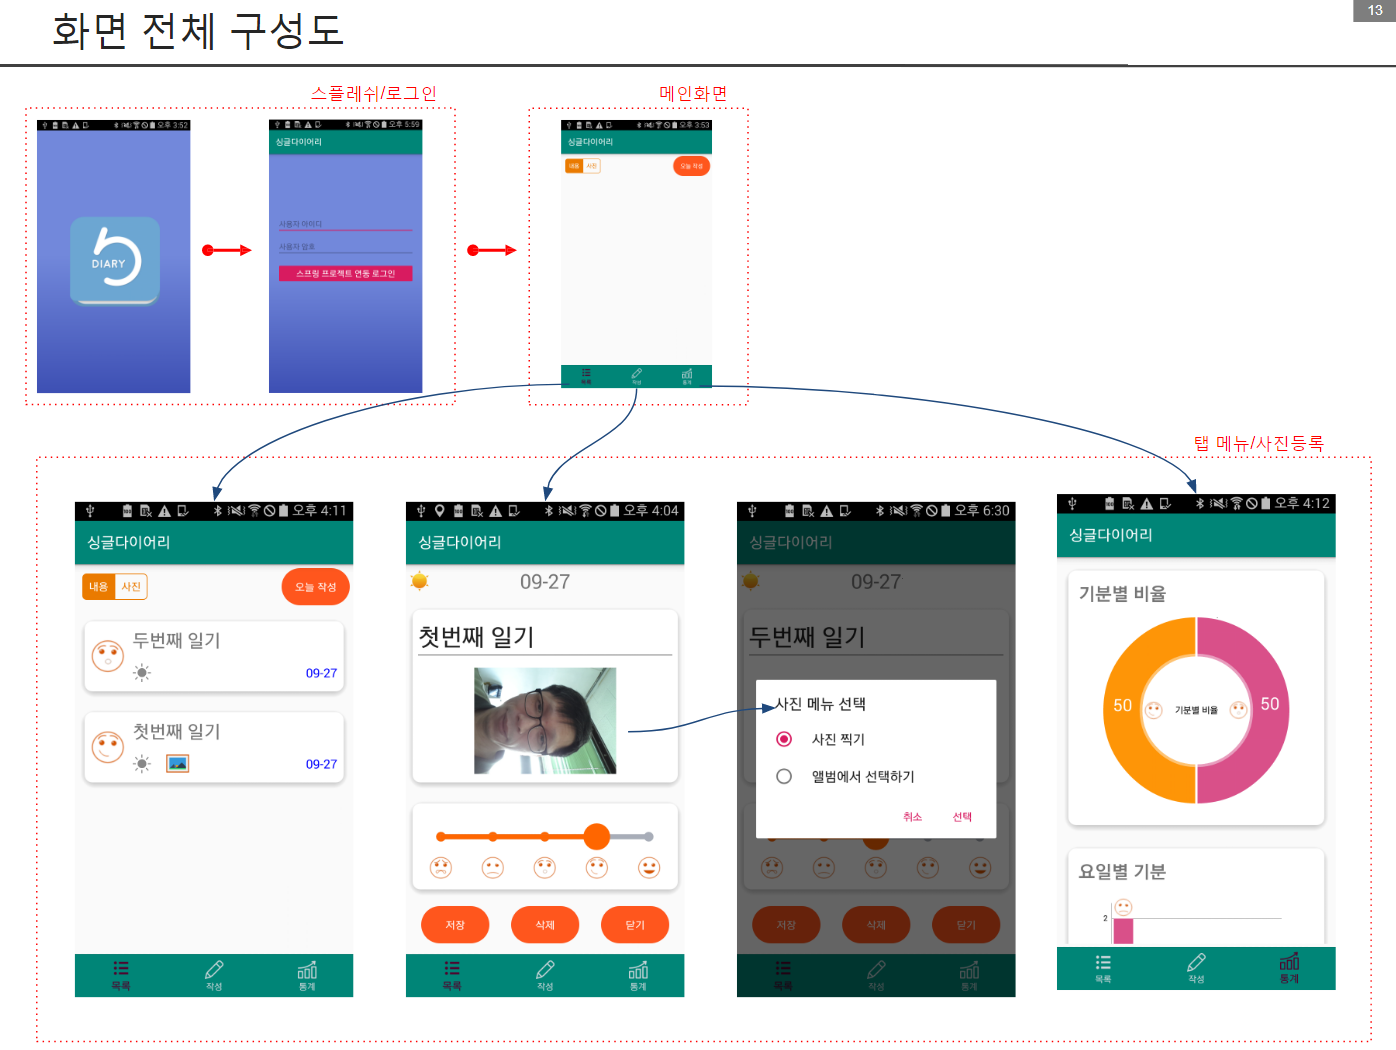 화면 전체 구성도
13
스플레쉬/로그인
메인화면
오후 3:52
DIARY
오후 5:59
싱글다이어리
사용자 아이디
사용자 암호
스프링 프로젝트 연동 로그인
오후 3:53
싱글다이어리
내용 사진
오늘 작성
목록 작성 통계
탭 메뉴/사진등록
오후 4:11
싱글다이어리
내용 사진
오늘 작성
두번째 일기
09-27
첫번째 일기
09-27
목록 작성 통계
오후 4:04
싱글다이어리
09-27
첫번째 일기
저장 삭제 닫기
목록 작성 통계
오후 6:30
싱글다이어리
09-27
두번째 일기
사진 메뉴 선택
사진 찍기
앨범에서 선택하기
취소 선택
저장 삭제 닫기
목록 작성 통계
오후 4:12
싱글다이어리
기분별 비율
50 기분별 비율 50
요일별 기분
2
목록 작성 통계